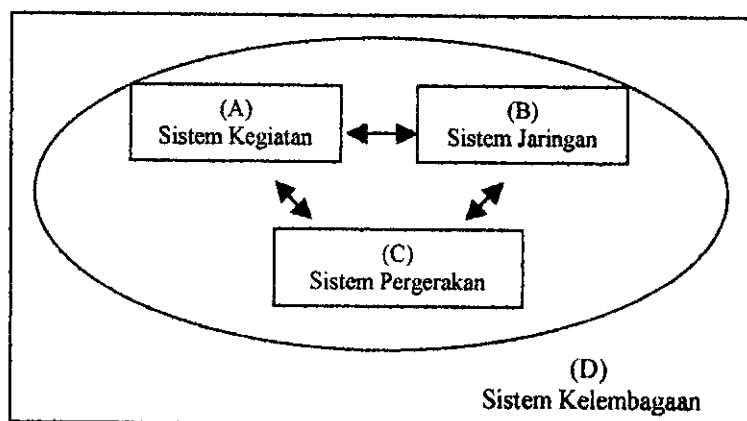 (A)
Sistem Kegiatan
(B)
Sistem Jaringan
(C)
Sistem Pergerakan
(D)
Sistem Kelembagaan